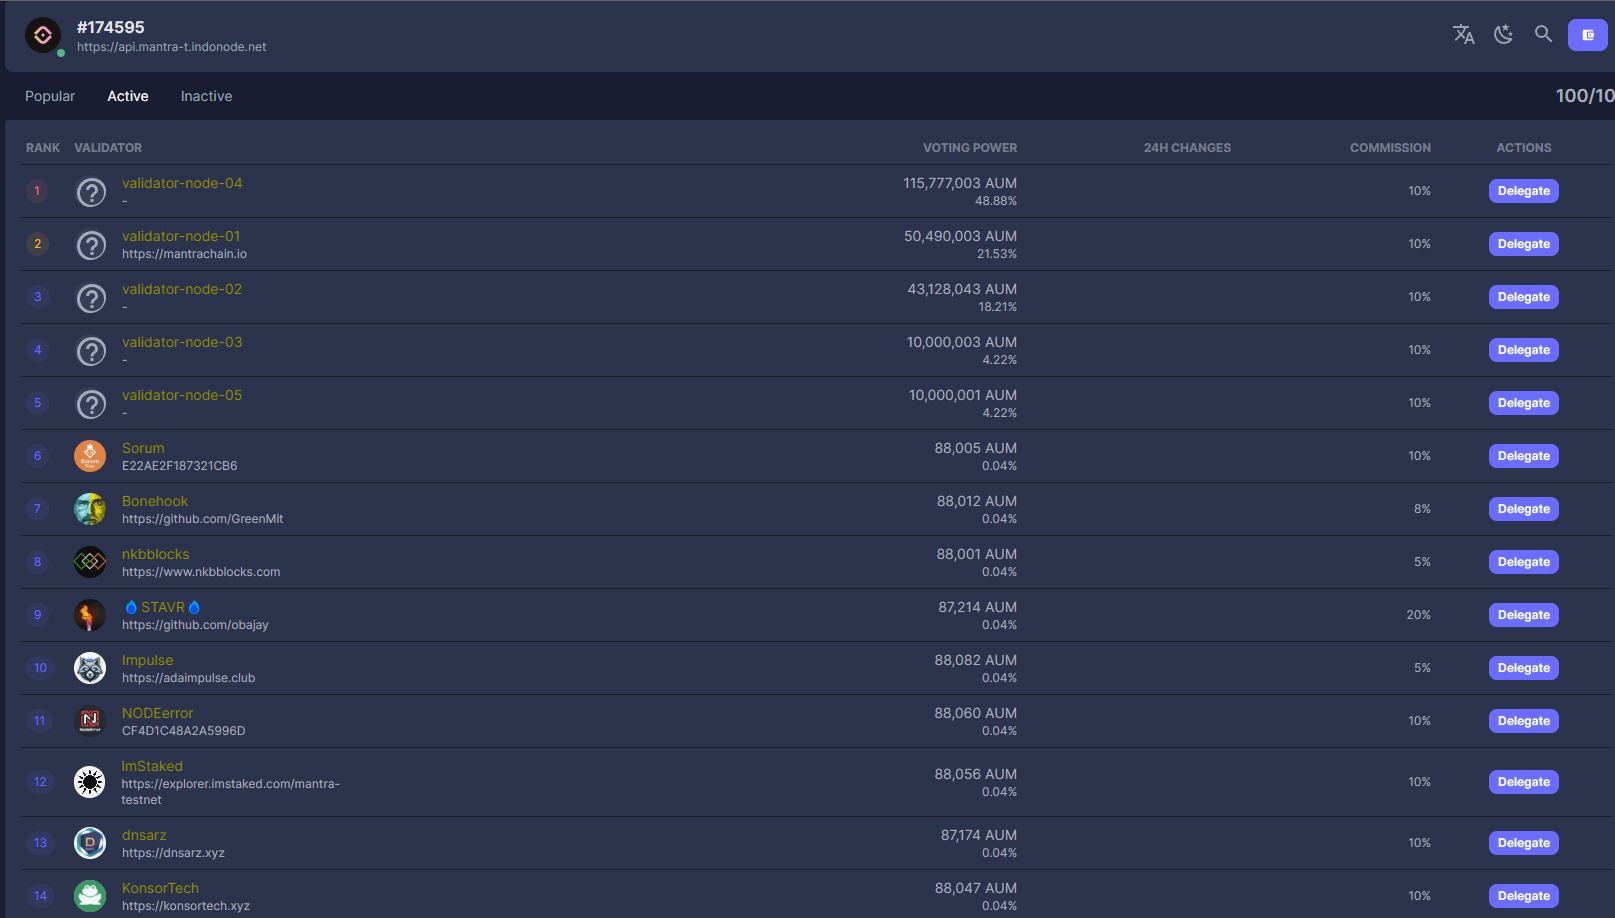 #174595
https://api.mantra-t.indonode.net
Popular Active Inactive 100/10
RANK VALIDATOR VOTING POWER 24H CHANGES COMMISSION ACTIONS
1 validator-node-04 115,777,003 AUM 10% Delegate
- 48.88%
2 validator-node-01 50,490,003 AUM 10% Delegate
https://mantrachain.io 21.53%
3 validator-node-02 43,128,043 AUM 10% Delegate
- 18.21%
4 validator-node-03 10,000,003 AUM 10% Delegate
- 4.22%
5 validator-node-05 10,000,001 AUM 10% Delegate
- 4.22%
6 Sorum 88,005 AUM 10% Delegate
E22AE2F187321CB6 0.04%
7 Bonehook 88,012 AUM 8% Delegate
https://github.com/GreenMit 0.04%
8 nkbblocks 88,001 AUM 5% Delegate
https://www.nkbblocks.com 0.04%
9 💧STAVR💧 87,214 AUM 20% Delegate
https://github.com/obajay 0.04%
10 Impulse 88,082 AUM 5% Delegate
https://adaimpulse.club 0.04%
11 NODEerror 88,060 AUM 10% Delegate
CF4D1C48A2A5996D 0.04%
12 ImStaked 88,056 AUM 10% Delegate
https://explorer.imstaked.com/mantra- 0.04%
testnet
13 dnsarz 87,174 AUM 10% Delegate
https://dnsarz.xyz 0.04%
14 KonsorTech 88,047 AUM 10% Delegate
https://konsortech.xyz 0.04%